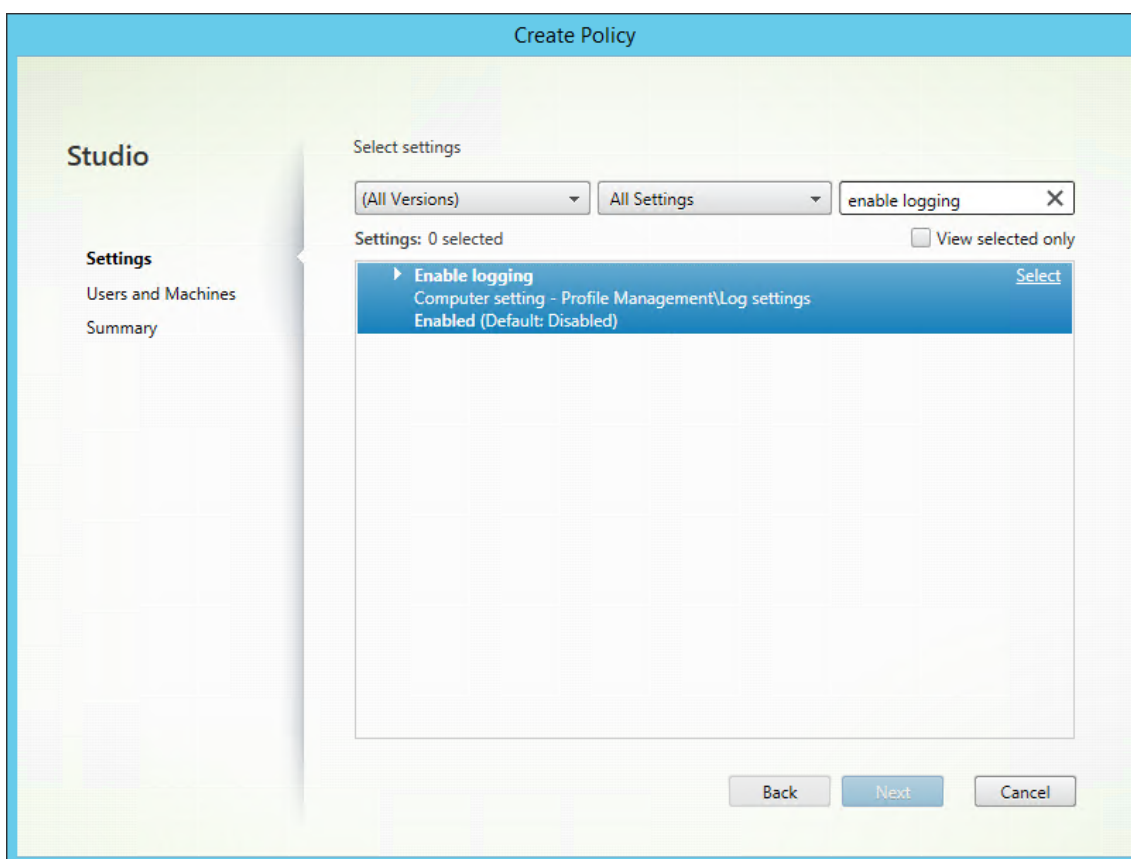 Create Policy
Studio
Settings
Users and Machines
Summary
Select settings
(All Versions)
All Settings
enable logging
Settings: 0 selected
View selected only
Enable logging
Select
Computer setting - Profile Management\Log settings
Enabled (Default: Disabled)
Back
Next
Cancel